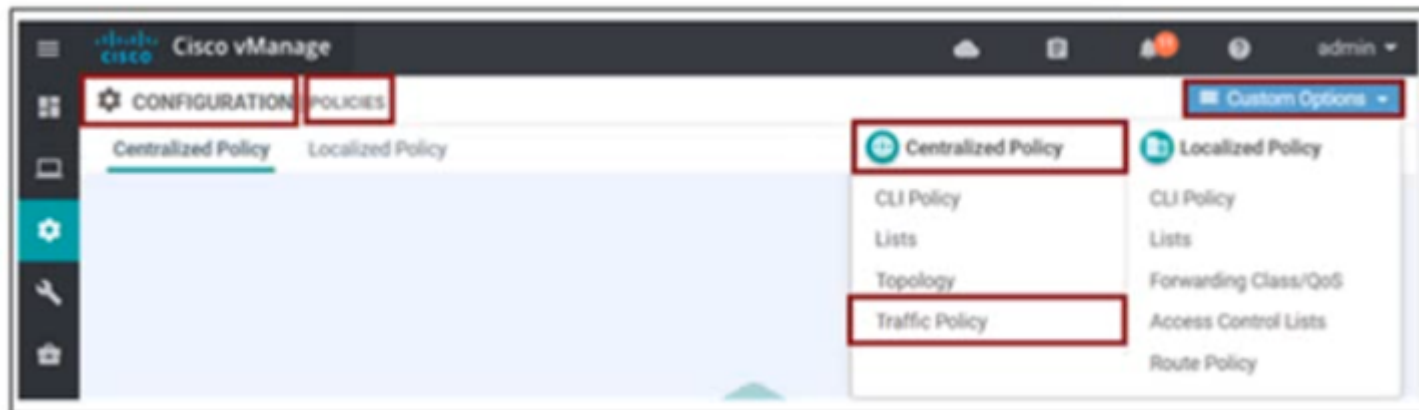 CISCO Cisco vManage admin
CONFIGURATION POLICIES Custom Options
Centralized Policy Localized Policy
Centralized Policy
CLI Policy
Lists
Topology
Traffic Policy
Localized Policy
CLI Policy
Lists
Forwarding Class/QoS
Access Control Lists
Route Policy